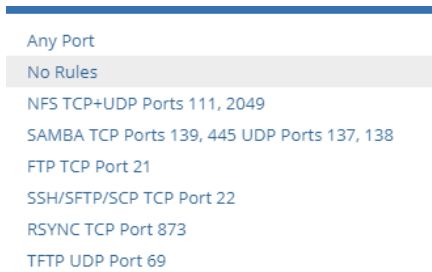 Any Port
No Rules
NFS TCP+UDP Ports 111, 2049
SAMBA TCP Ports 139, 445 UDP Ports 137, 138
FTP TCP Port 21
SSH/SFTP/SCP TCP Port 22
RSYNC TCP Port 873
TFTP UDP Port 69